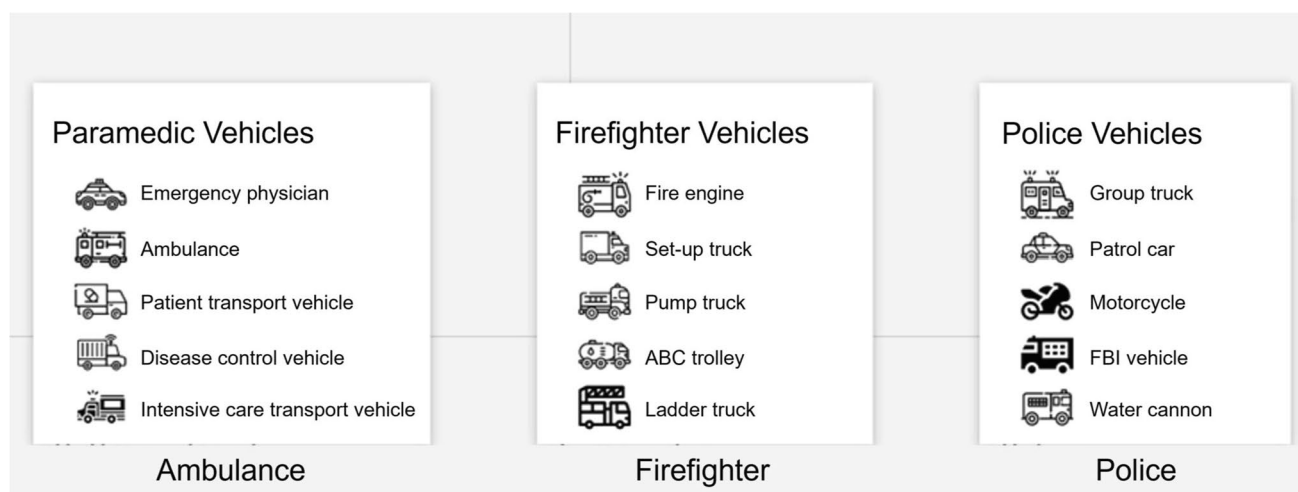 Paramedic Vehicles
Emergency physician
Ambulance
Patient transport vehicle
Disease control vehicle
Intensive care transport vehicle
Ambulance
Firefighter Vehicles
Fire engine
Set-up truck
Pump truck
ABC trolley
Ladder truck
Firefighter
Police Vehicles
Group truck
Patrol car
Motorcycle
FBI vehicle
Water cannon
Police